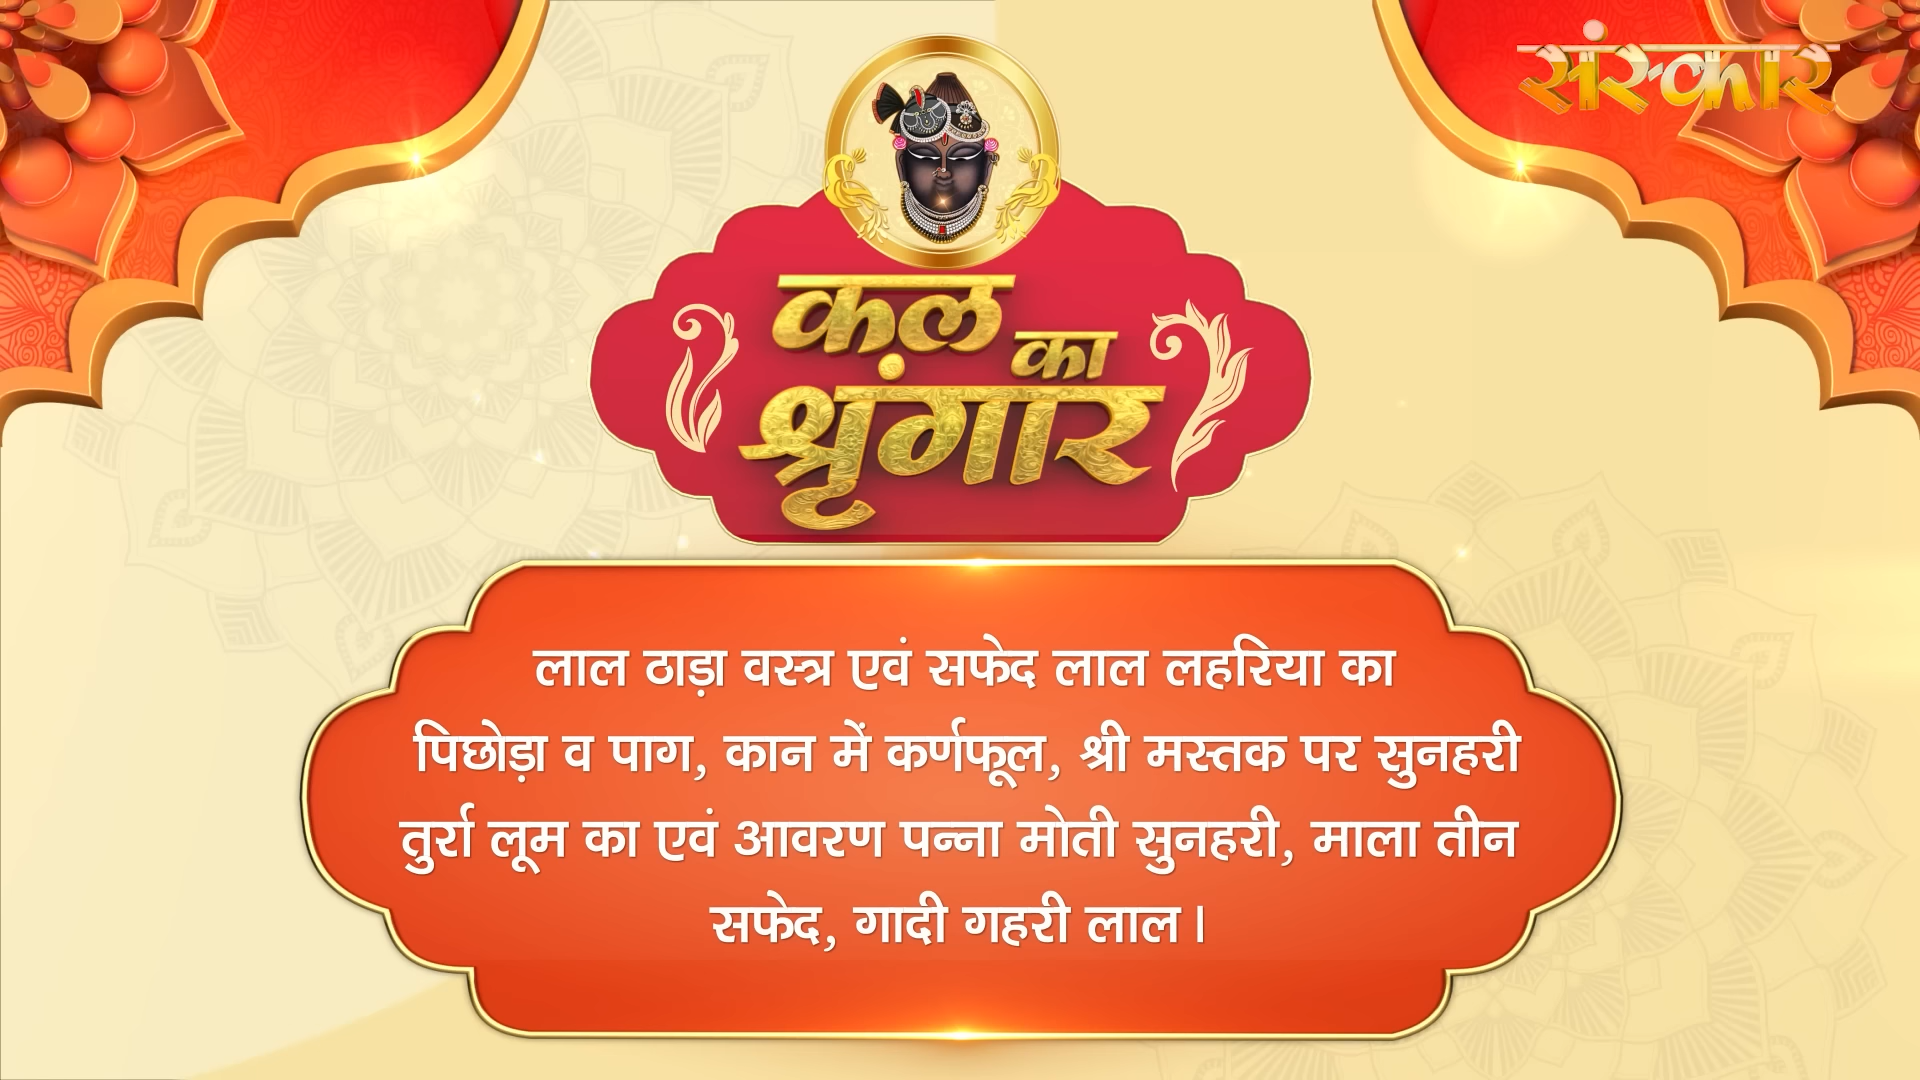 संस्कार
कल का
श्रृंगार
लाल ठाड़ा वस्त्र एवं सफेद लाल लहरिया का
पिछोड़ा व पाग, कान में कर्णफूल, श्री मस्तक पर सुनहरी
तुर्रा लूम का एवं आवरण पन्ना मोती सुनहरी, माला तीन
सफेद, गादी गहरी लाल।